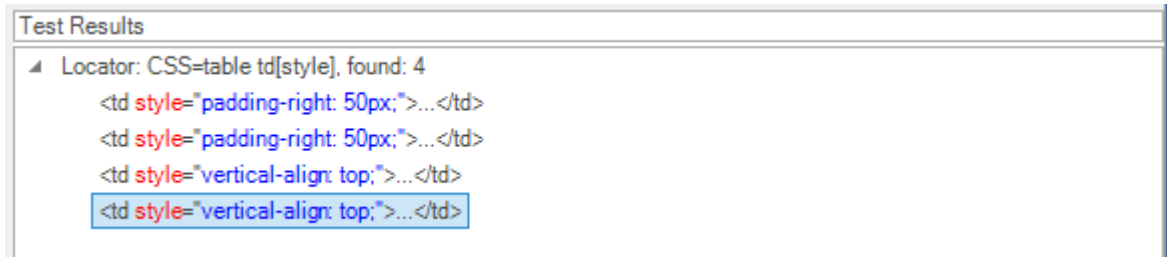 Test Results
Locator: CSS=table td[style], found: 4
<td style="padding-right: 50px;">...</td>
<td style="padding-right: 50px;">...</td>
<td style="vertical-align: top;">...</td>
<td style="vertical-align: top;">...</td>